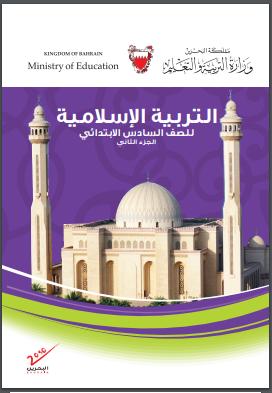 KINGDOM OF BAHRAIN
Ministry of Education
مملكة البحرين
وزارة التربية والتعليم
التربية الإسلامية
للصف السادس الابتدائي
الجزء الثاني
البحرين